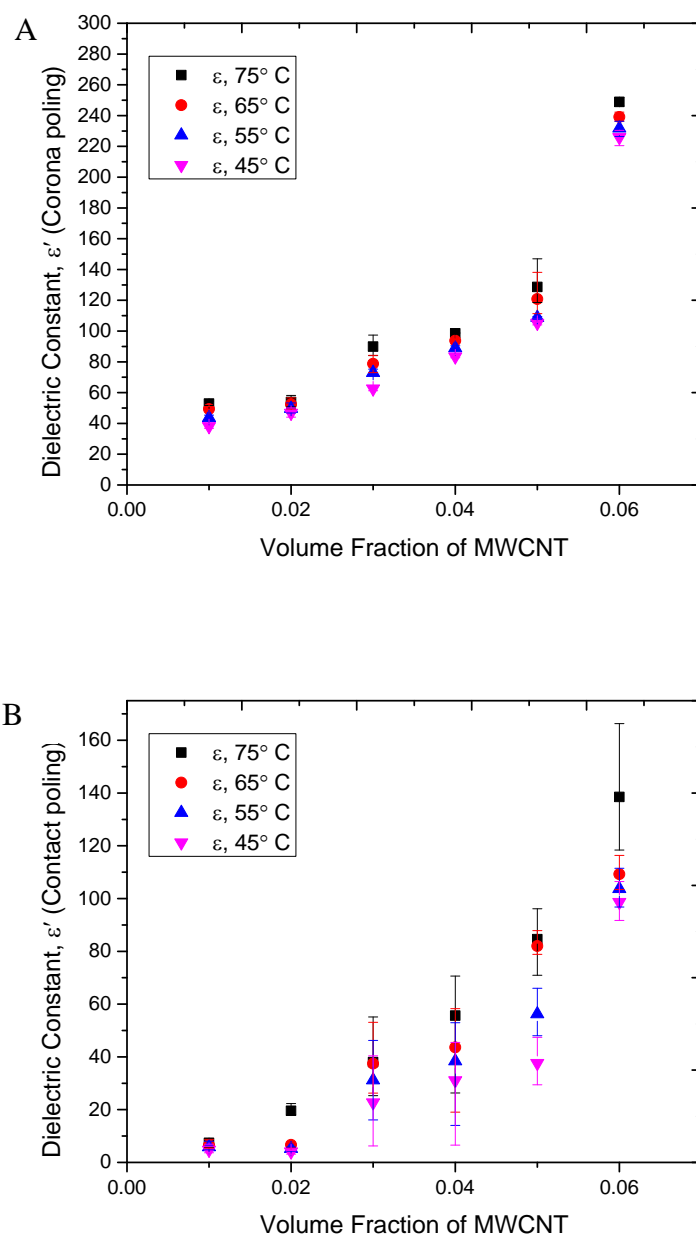 A
300
280
260
240
220
200
180
160
140
120
100
80
60
40
20
0
Dielectric Constant, ε′ (Corona poling)
ε, 75° C
ε, 65° C
ε, 55° C
ε, 45° C
0.00
0.02
0.04
0.06
Volume Fraction of MWCNT
B
160
140
120
100
80
60
40
20
0
Dielectric Constant, ε′ (Contact poling)
ε, 75° C
ε, 65° C
ε, 55° C
ε, 45° C
0.00
0.02
0.04
0.06
Volume Fraction of MWCNT